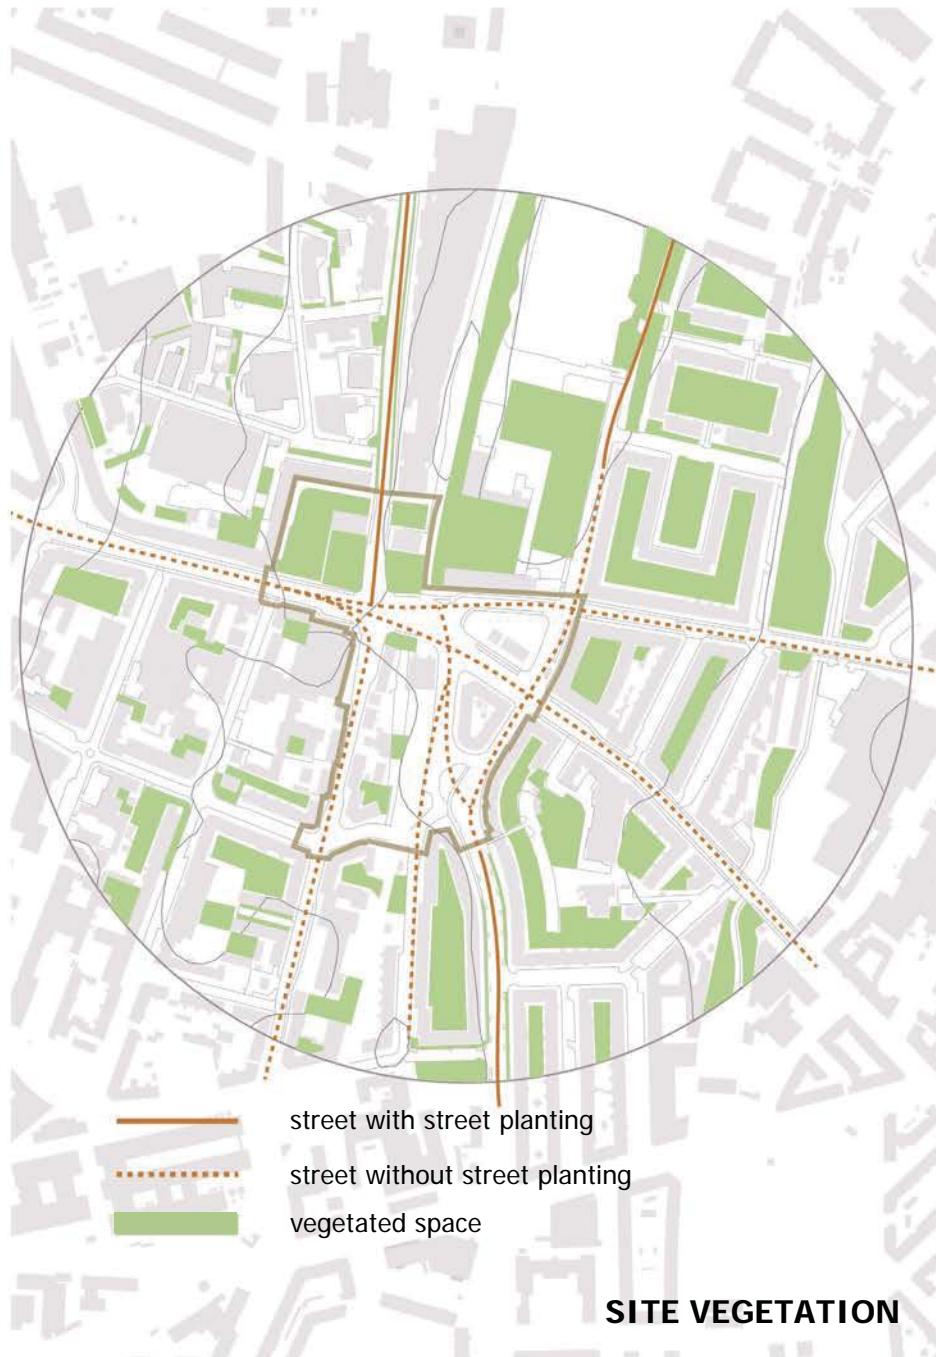 street with street planting
street without street planting
vegetated space
SITE VEGETATION